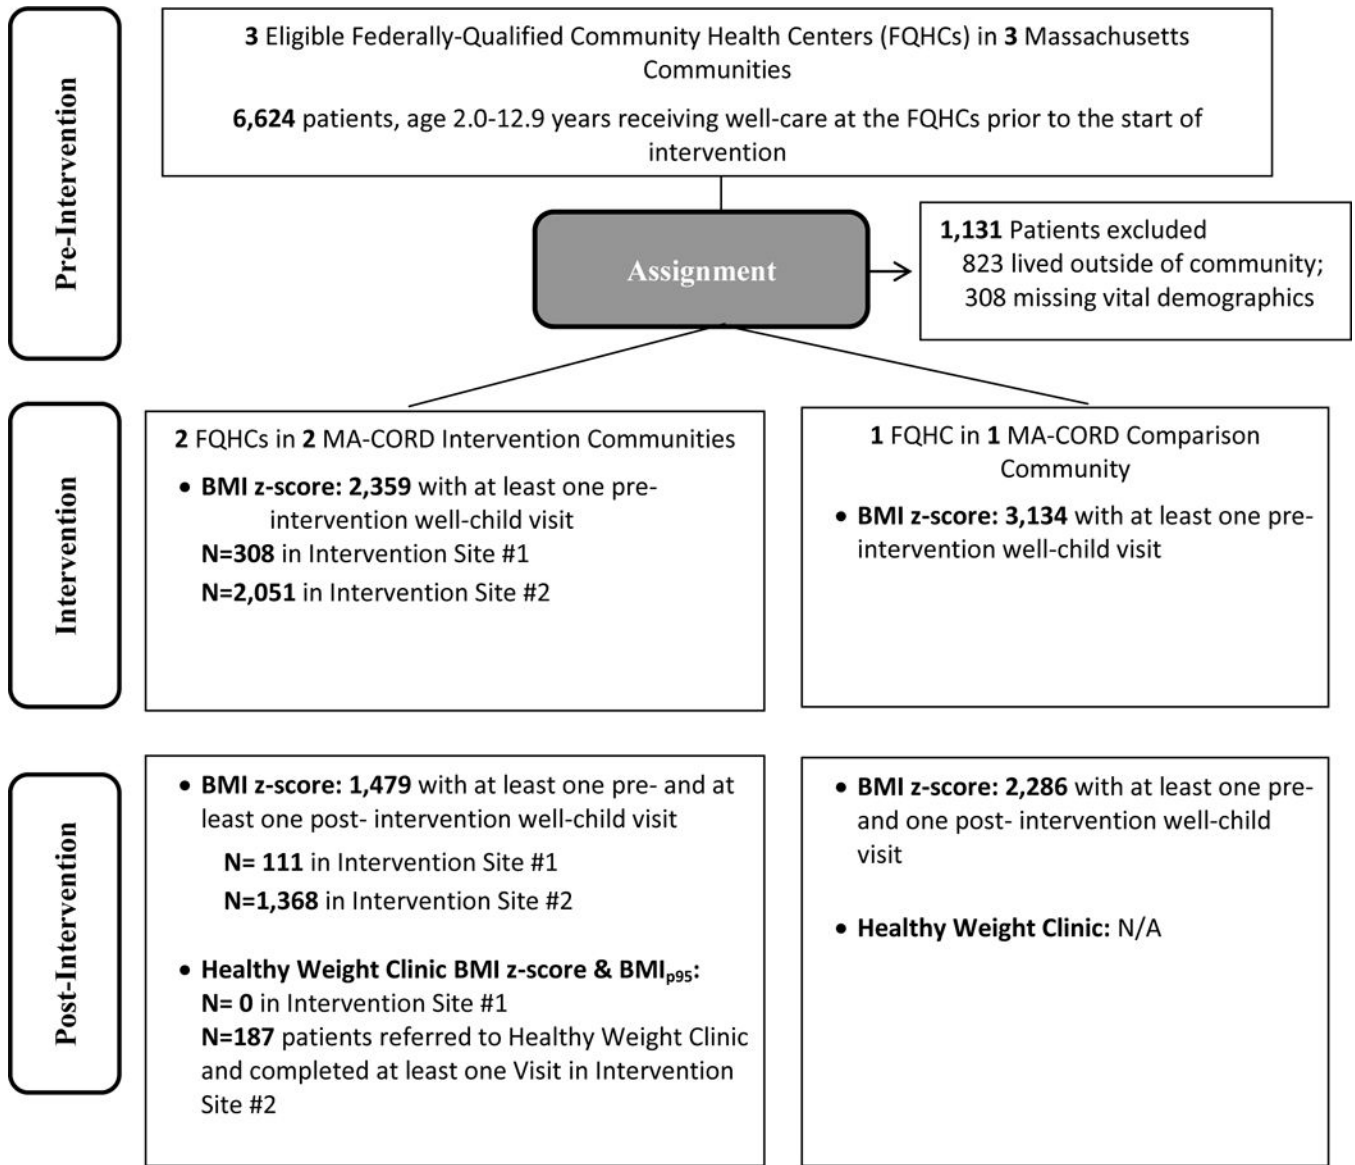 Pre-Intervention
3 Eligible Federally-Qualified Community Health Centers (FQHCs) in 3 Massachusetts
Communities
6,624 patients, age 2.0-12.9 years receiving well-care at the FQHCs prior to the start of
intervention
Assignment
1,131 Patients excluded
823 lived outside of community;
308 missing vital demographics
Intervention
2 FQHCs in 2 MA-CORD Intervention Communities
• BMI z-score: 2,359 with at least one pre-
intervention well-child visit
N=308 in Intervention Site #1
N=2,051 in Intervention Site #2
1 FQHC in 1 MA-CORD Comparison
Community
• BMI z-score: 3,134 with at least one pre-
intervention well-child visit
Post-Intervention
• BMI z-score: 1,479 with at least one pre- and at
least one post- intervention well-child visit
N= 111 in Intervention Site #1
N=1,368 in Intervention Site #2
• Healthy Weight Clinic BMI z-score & BMIp95:
N= 0 in Intervention Site #1
N=187 patients referred to Healthy Weight Clinic
and completed at least one Visit in Intervention
Site #2
• BMI z-score: 2,286 with at least one pre-
and one post- intervention well-child
visit
• Healthy Weight Clinic: N/A